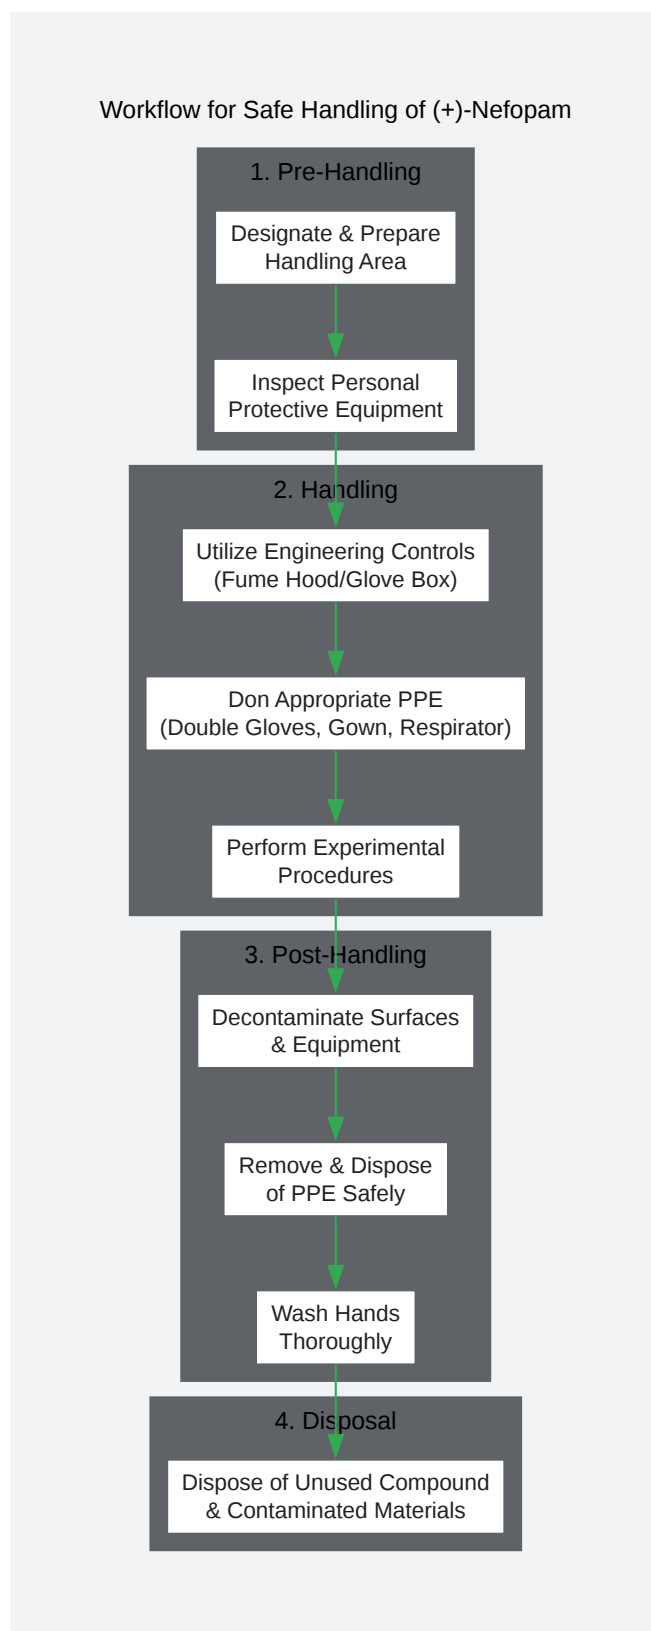 Workflow for Safe Handling of (+)-Nefopam
1. Pre-Handling
Designate & Prepare
Handling Area
Inspect Personal
Protective Equipment
2. Handling
Utilize Engineering Controls
(Fume Hood/Glove Box)
Don Appropriate PPE
(Double Gloves, Gown, Respirator)
Perform Experimental
Procedures
3. Post-Handling
Decontaminate Surfaces
& Equipment
Remove & Dispose
of PPE Safely
Wash Hands
Thoroughly
4. Disposal
Dispose of Unused Compound
& Contaminated Materials